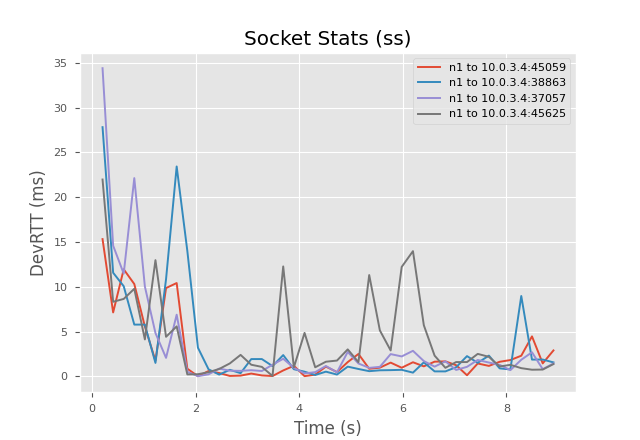 Socket Stats (ss)
n1 to 10.0.3.4:45059
n1 to 10.0.3.4:38863
n1 to 10.0.3.4:37057
n1 to 10.0.3.4:45625
DevRTT (ms)
35
30
25
20
15
10
5
0
0 2 4 6 8
Time (s)